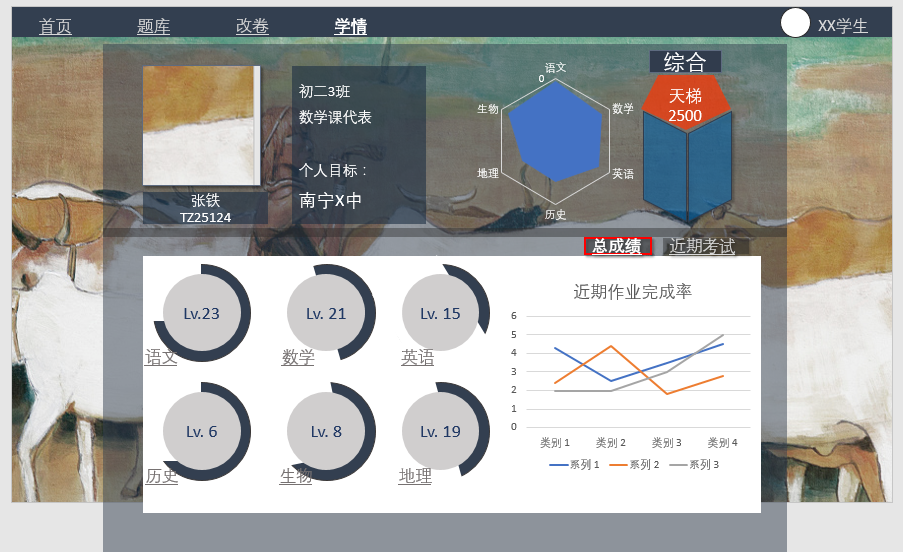 首页 题库 改卷 学情 XX学生
综合
天梯
2500
初二3班
数学课代表
个人目标：
南宁X中
张铁
TZ25124
语文
0
数学
英语
历史
地理
生物
总成绩 近期考试
Lv.23
语文
Lv. 21
数学
Lv. 15
英语
Lv. 6
历史
Lv. 8
生物
Lv. 19
地理
近期作业完成率
6
5
4
3
2
1
0
类别 1 类别 2 类别 3 类别 4
系列 1 系列 2 系列 3